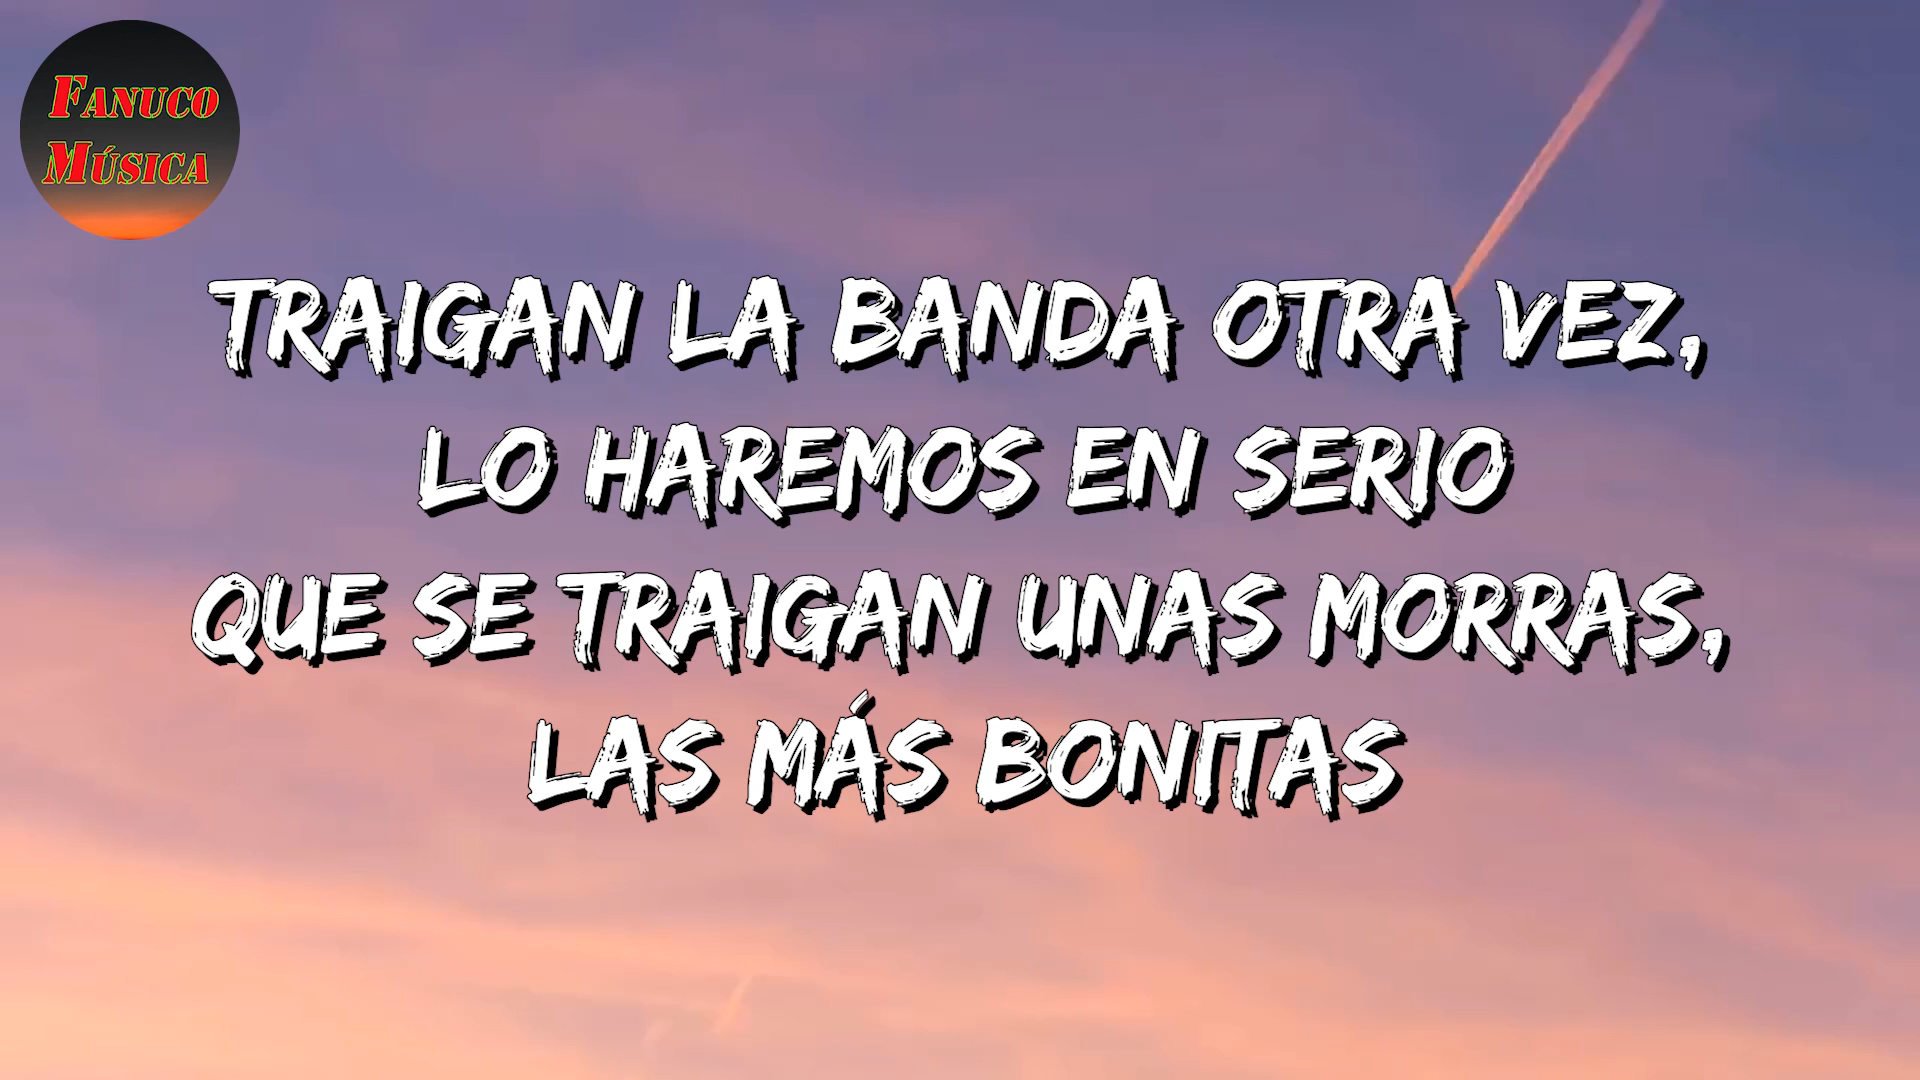 FANUCO
MÚSICA
TRAIGAN LA BANDA OTRA VEZ,
LO HAREMOS EN SERIO
QUE SE TRAIGAN UNAS MORRAS,
LAS MÁS BONITAS